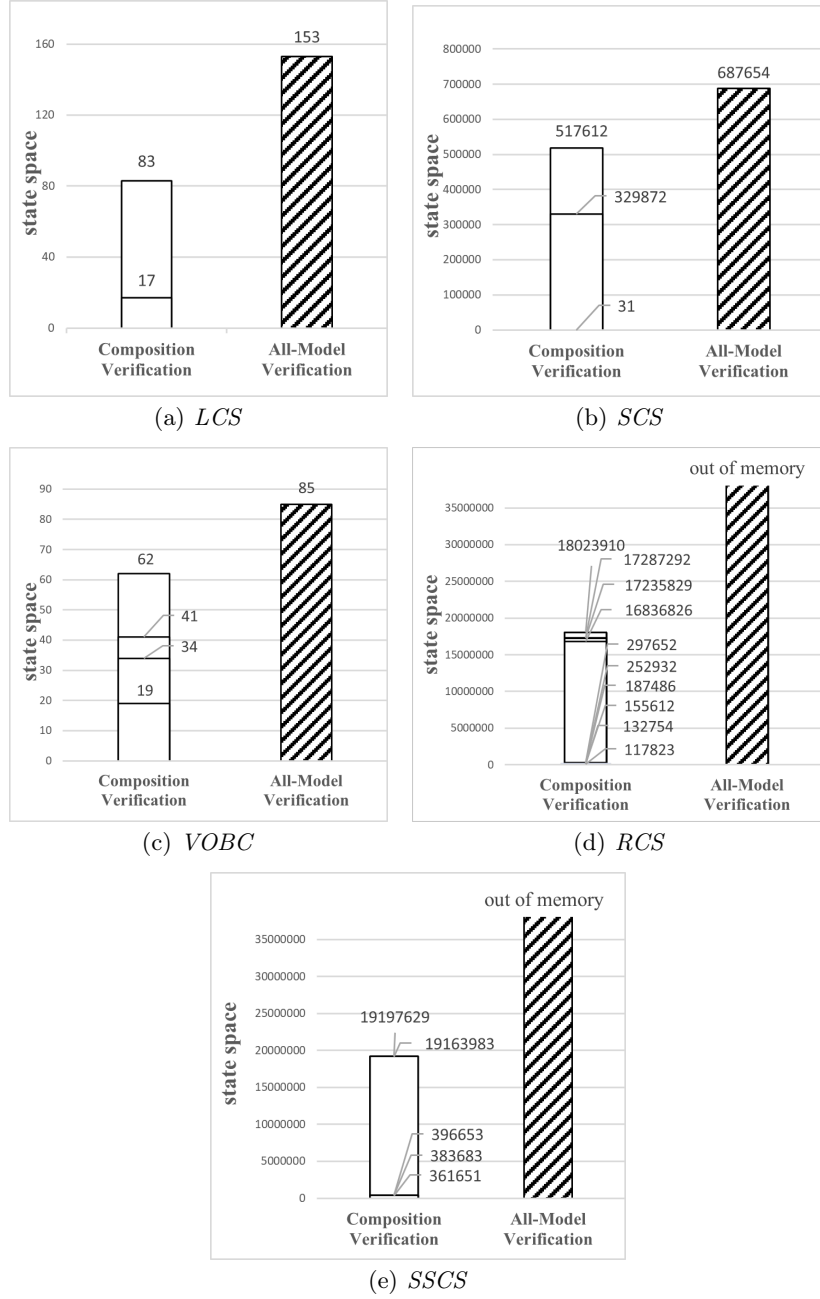 160
120
80
40
0
state space
153
83
17
Composition
Verification
All-Model
Verification
(a) LCS
800000
700000
600000
500000
400000
300000
200000
100000
0
state space
687654
517612
329872
31
Composition
Verification
All-Model
Verification
(b) SCS
90
80
70
60
50
40
30
20
10
0
state space
85
62
41
34
19
Composition
Verification
All-Model
Verification
(c) VOBC
out of memory
35000000
30000000
25000000
20000000
15000000
10000000
5000000
0
state space
18023910
17287292
17235829
16836826
297652
252932
187486
155612
132754
117823
Composition
Verification
All-Model
Verification
(d) RCS
out of memory
35000000
30000000
25000000
20000000
15000000
10000000
5000000
0
state space
19197629
19163983
396653
383683
361651
Composition
Verification
All-Model
Verification
(e) SSCS